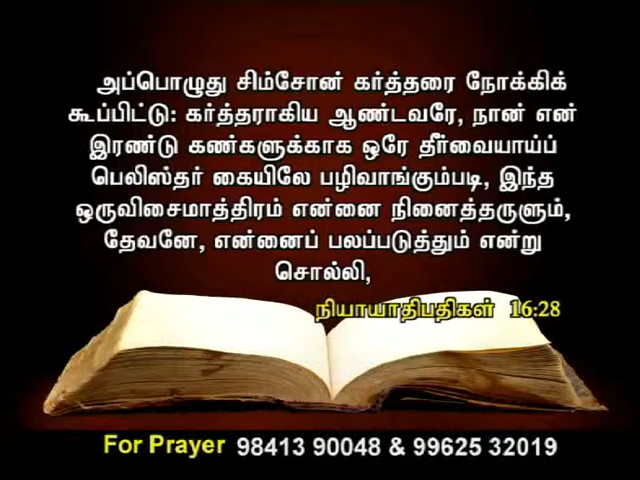 அப்பொழுது சிம்சோன் கர்த்தரை நோக்கிக்
கூப்பிட்டு: கர்த்தராகிய ஆண்டவரே, நான் என்
இரண்டு கண்களுக்காக ஒரே தீர்வையாய்ப்
பெலிஸ்தர் கையிலே பழிவாங்கும்படி, இந்த
ஒருவிசைமாத்திரம் என்னை நினைத்தருளும்,
தேவனே, என்னைப் பலப்படுத்தும் என்று
சொல்லி,
நியாயாதிபதிகள் 16:28
For Prayer 98413 90048 & 99625 32019